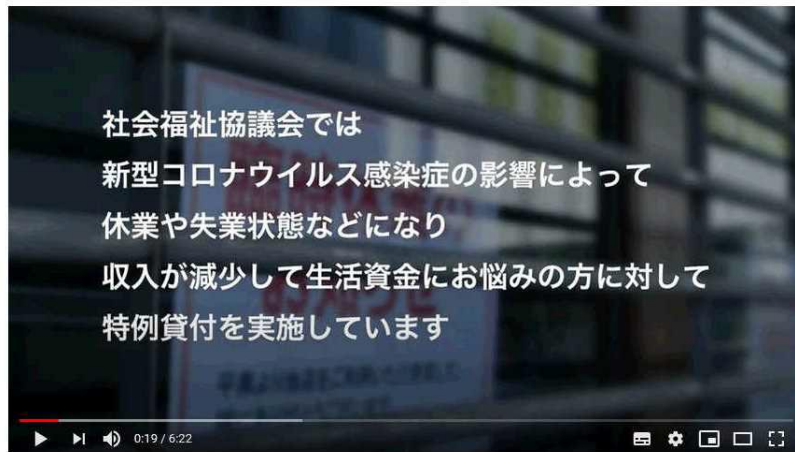 社会福祉協議会では
新型コロナウイルス感染症の影響によって
休業や失業状態などになり
収入が減少して生活資金にお悩みの方に対して
特例貸付を実施しています
0:19 / 6:22